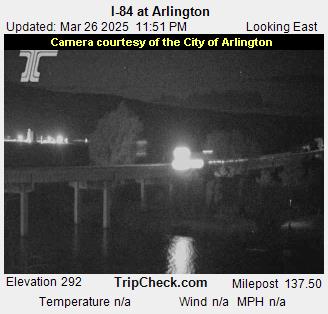 I-84 at Arlington
Updated: Mar 26 2025 11:51 PM Looking East
Camera courtesy of the City of Arlington
Elevation 292 TripCheck.com Milepost 137.50
Temperature n/a Wind n/a MPH n/a